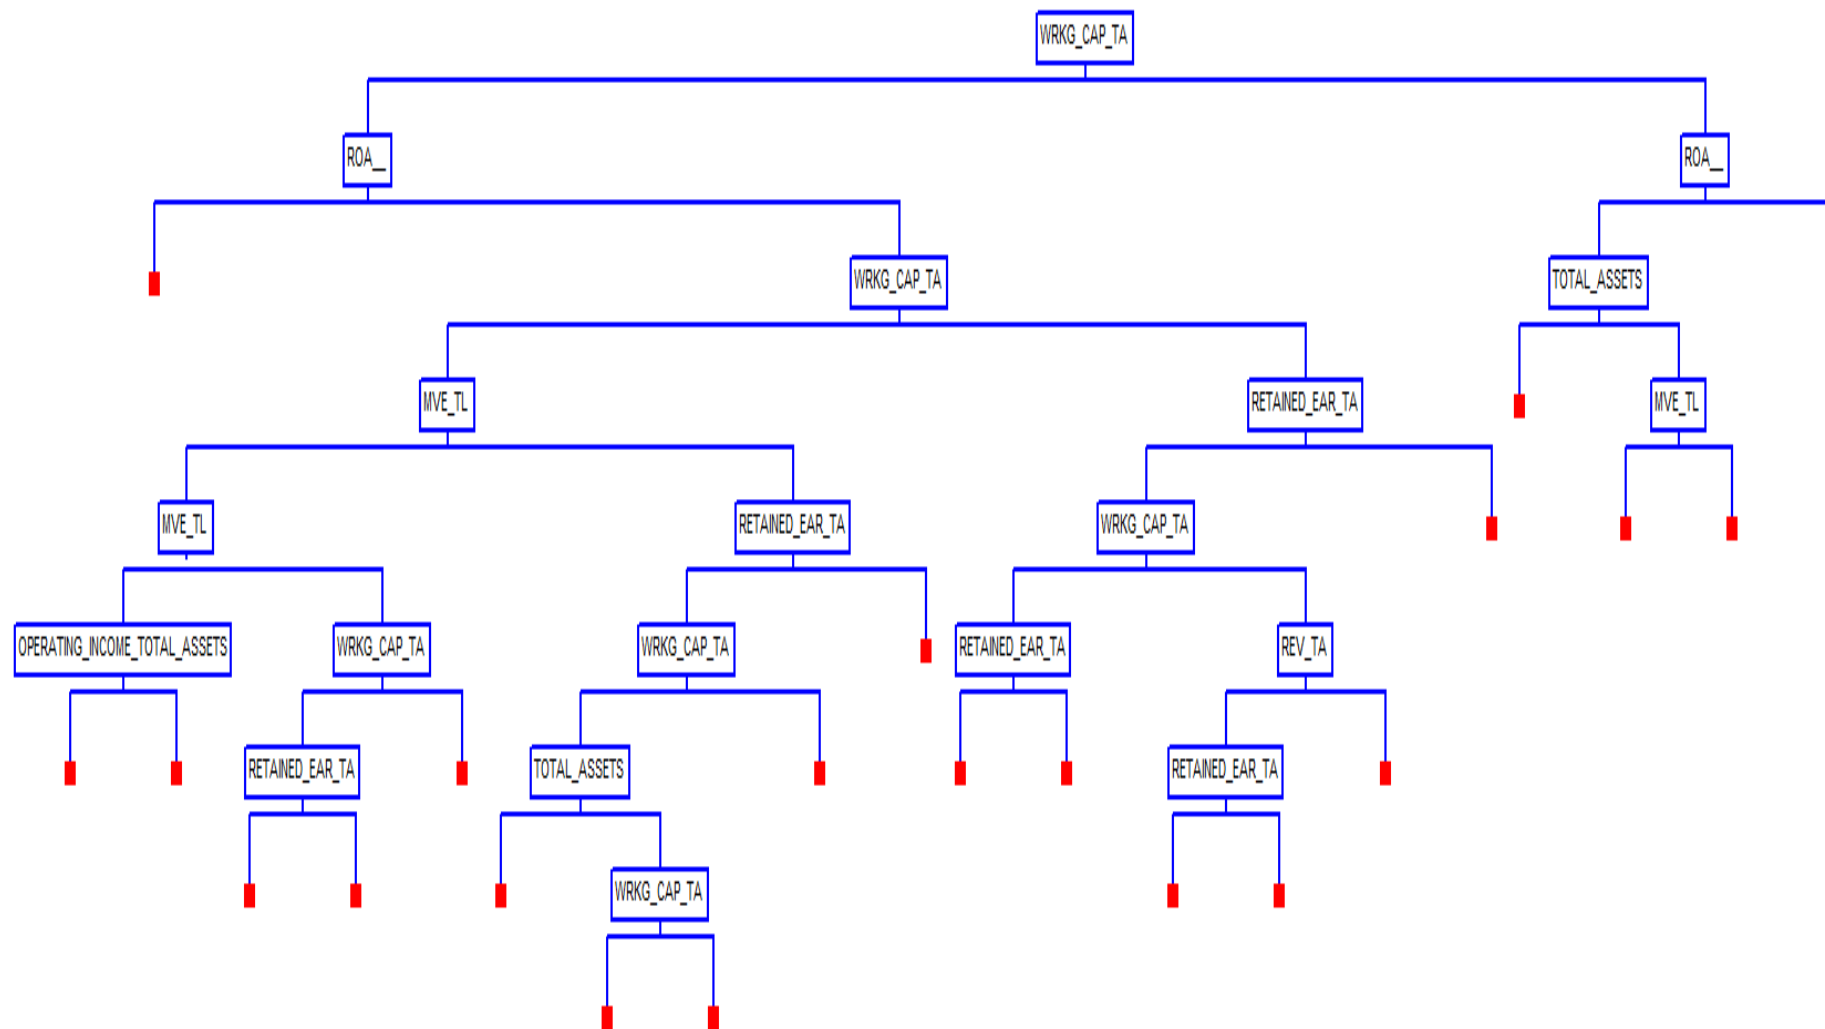 WRKG_CAP_TA
ROA__
ROA__
WRKG_CAP_TA
TOTAL_ASSETS
MVE_TL
RETAINED_EAR_TA
MVE_TL
MVE_TL
RETAINED_EAR_TA
WRKG_CAP_TA
OPERATING_INCOME_TOTAL_ASSETS
WRKG_CAP_TA
WRKG_CAP_TA
RETAINED_EAR_TA
REV_TA
RETAINED_EAR_TA
TOTAL_ASSETS
RETAINED_EAR_TA
WRKG_CAP_TA